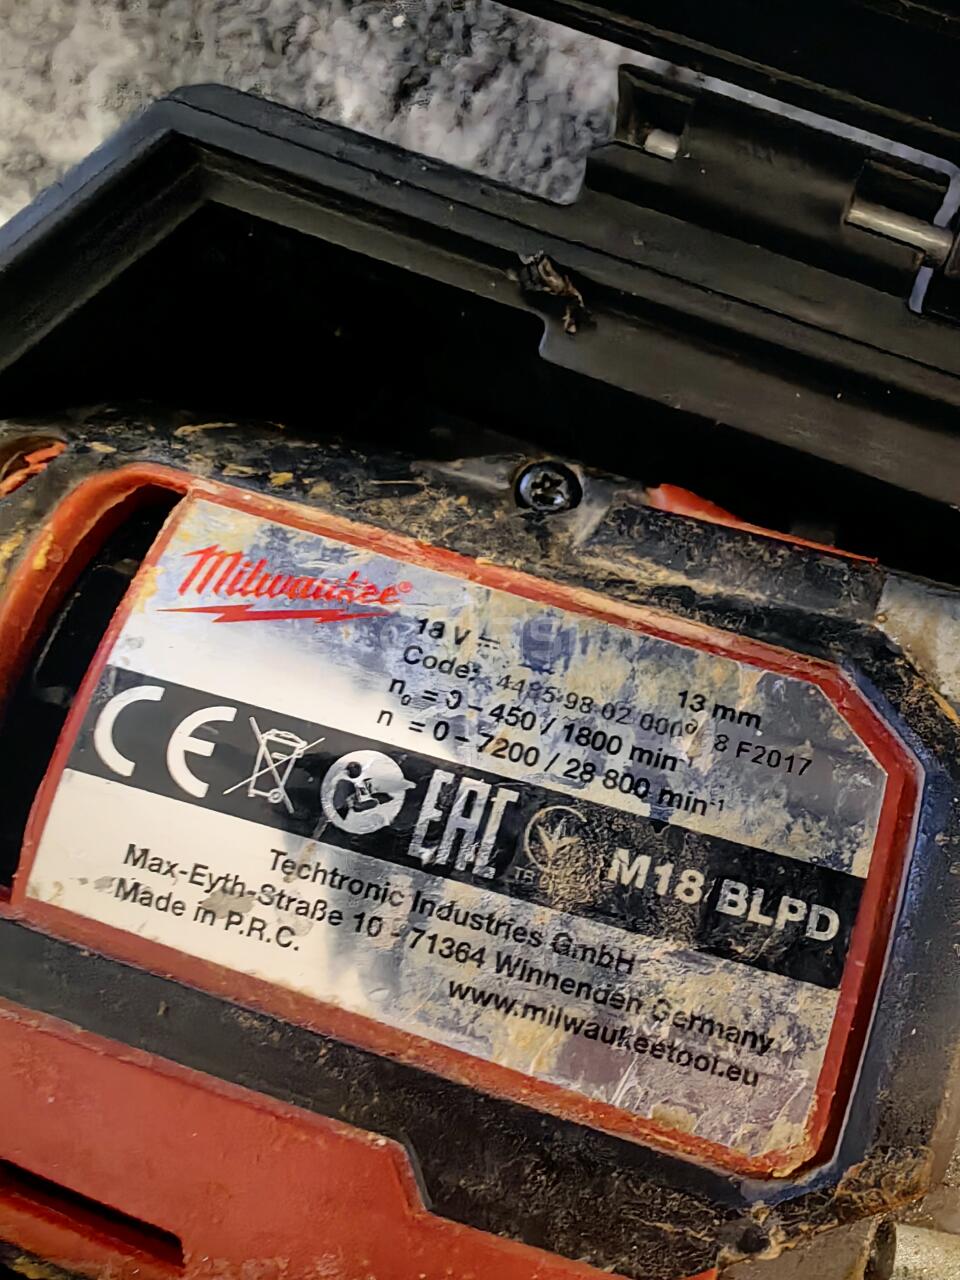 Milwaukee®
18 V
13 mm
Code: 98 02 8 F2017
n₀ = 0 – 450 / 1800 min⁻¹
n = 0 – 7200 / 28 800 min⁻¹
CE EAC TR M18 BLPD
Techtronic Industries GmbH
Max-Eyth-Straße 10 - 71364 Winnenden Germany
Made in P.R.C.
www.milwaukeetool.eu